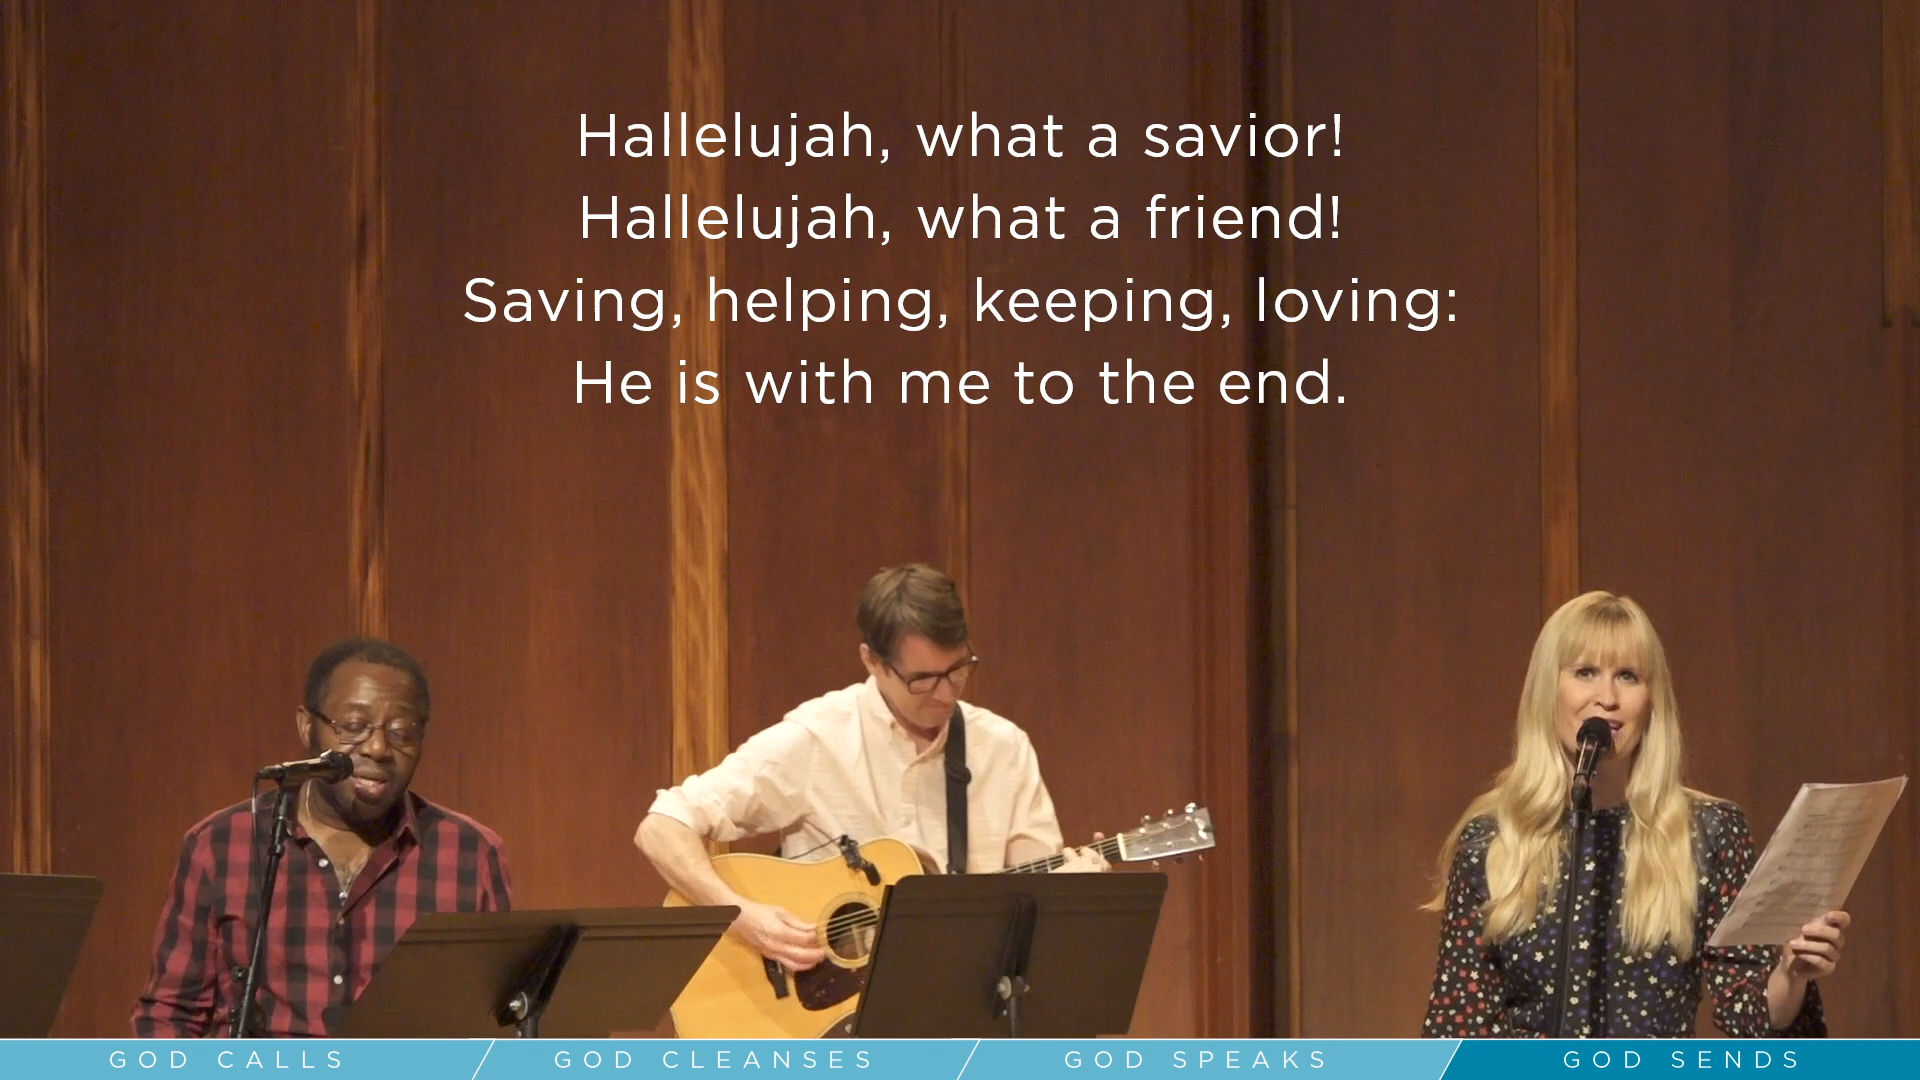 Hallelujah, what a savior!
Hallelujah, what a friend!
Saving, helping, keeping, loving:
He is with me to the end.
GOD CALLS
GOD CLEANSES
GOD SPEAKS
GOD SENDS